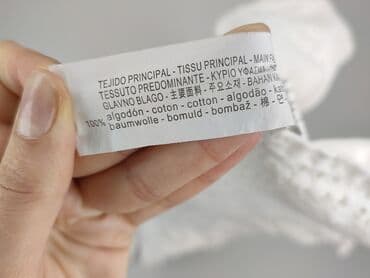 TEJIDO PRINCIPAL - TISSU PRINCIPAL - MAIN
TESSUTO PREDOMINANTE - ΚΥΡΙΟ ΥΦΑΣΜΑ
GLAVNO BLAGO - 主要面料 - 주요소재 - BAHAN
100% algodón - coton - cotton - algodão
baumwolle - bomuld - bombaž - 棉 - 면